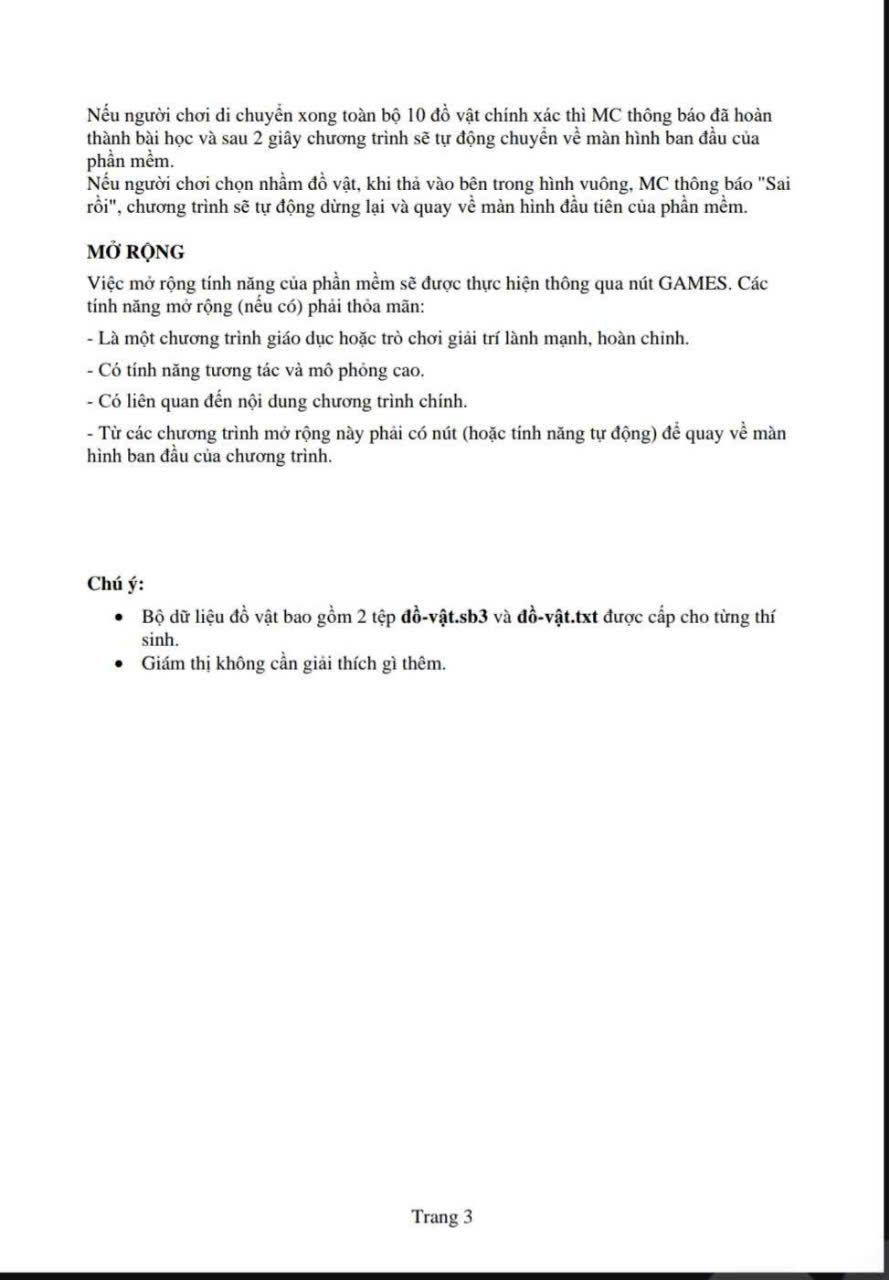 Nếu người chơi di chuyển xong toàn bộ 10 đồ vật chính xác thì MC thông báo đã hoàn
thành bài học và sau 2 giây chương trình sẽ tự động chuyển về màn hình ban đầu của
phần mềm.
Nếu người chơi chọn nhầm đồ vật, khi thả vào bên trong hình vuông, MC thông báo "Sai
rồi", chương trình sẽ tự động dừng lại và quay về màn hình đầu tiên của phần mềm.
MỞ RỘNG
Việc mở rộng tính năng của phần mềm sẽ được thực hiện thông qua nút GAMES. Các
tính năng mở rộng (nếu có) phải thỏa mãn:
- Là một chương trình giáo dục hoặc trò chơi giải trí lành mạnh, hoàn chỉnh.
- Có tính năng tương tác và mô phỏng cao.
- Có liên quan đến nội dung chương trình chính.
- Từ các chương trình mở rộng này phải có nút (hoặc tính năng tự động) để quay về màn
hình ban đầu của chương trình.
Chú ý:
• Bộ dữ liệu đồ vật bao gồm 2 tệp đồ-vật.sb3 và đồ-vật.txt được cấp cho từng thí
sinh.
• Giám thị không cần giải thích gì thêm.
Trang 3